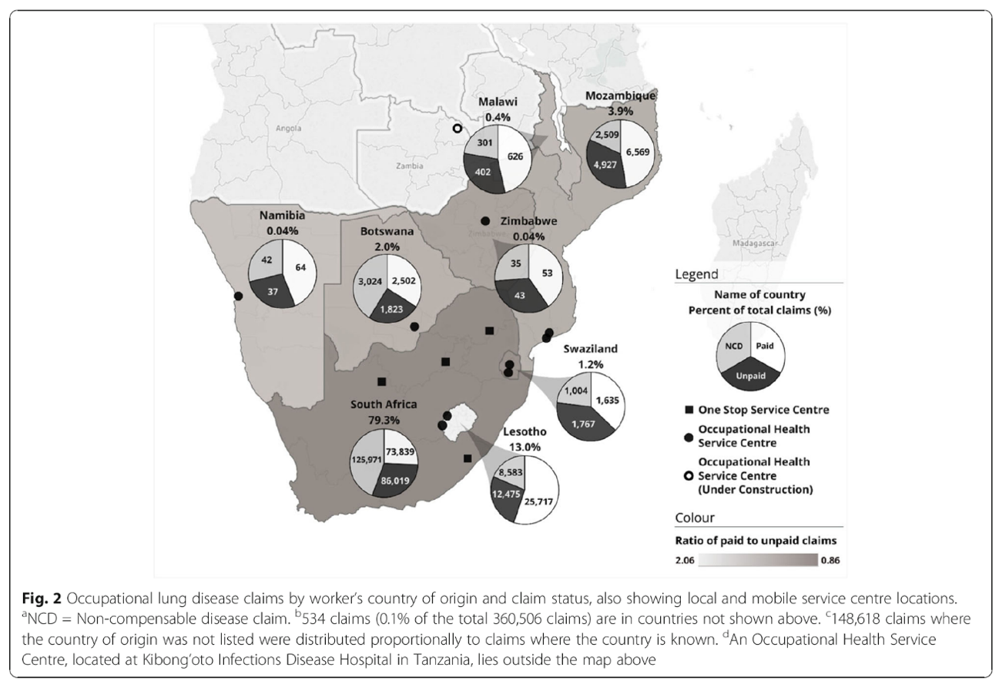 Angola
Zambia
Malawi
0.4%
301
626
402
Mozambique
3.9%
2,509
6,569
4,927
Namibia
0.04%
42
64
37
Botswana
2.0%
3,024
2,502
1,823
Zimbabwe
Zimbabwe
0.04%
35
53
43
Madagascar
Swaziland
1.2%
1,004
1,635
1,767
South Africa
79.3%
125,971
73,839
86,019
Lesotho
13.0%
8,583
12,475
25,717
Legend
Name of country
Percent of total claims (%)
NCD
Paid
Unpaid
One Stop Service Centre
Occupational Health
Service Centre
Occupational Health
Service Centre
(Under Construction)
Colour
Ratio of paid to unpaid claims
2.06
0.86
Fig. 2 Occupational lung disease claims by worker's country of origin and claim status, also showing local and mobile service centre locations.
aNCD = Non-compensable disease claim. b534 claims (0.1% of the total 360,506 claims) are in countries not shown above. c148,618 claims where
the country of origin was not listed were distributed proportionally to claims where the country is known. dAn Occupational Health Service
Centre, located at Kibong'oto Infections Disease Hospital in Tanzania, lies outside the map above